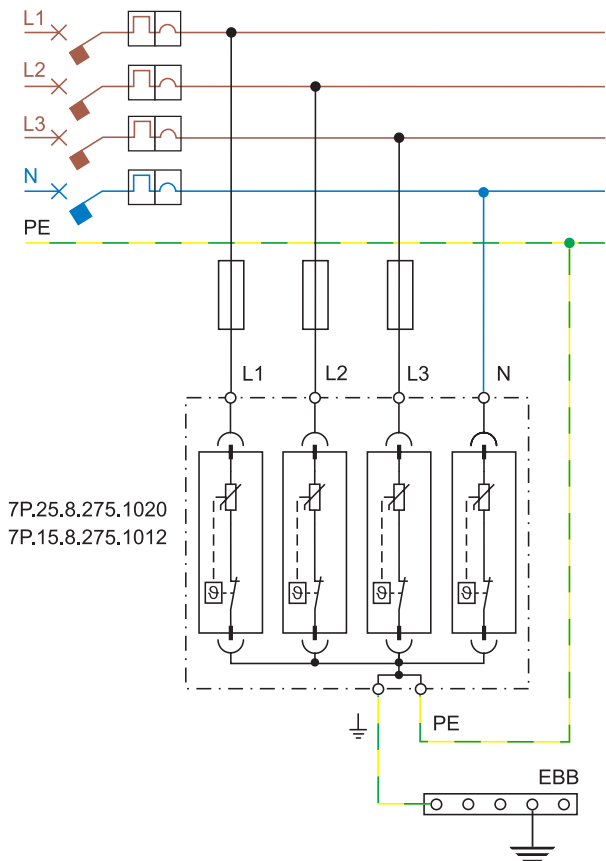 L1
L2
L3
N
PE
L1 L2 L3 N
7P.25.8.275.1020
7P.15.8.275.1012
ϑ ϑ ϑ ϑ
PE
EBB